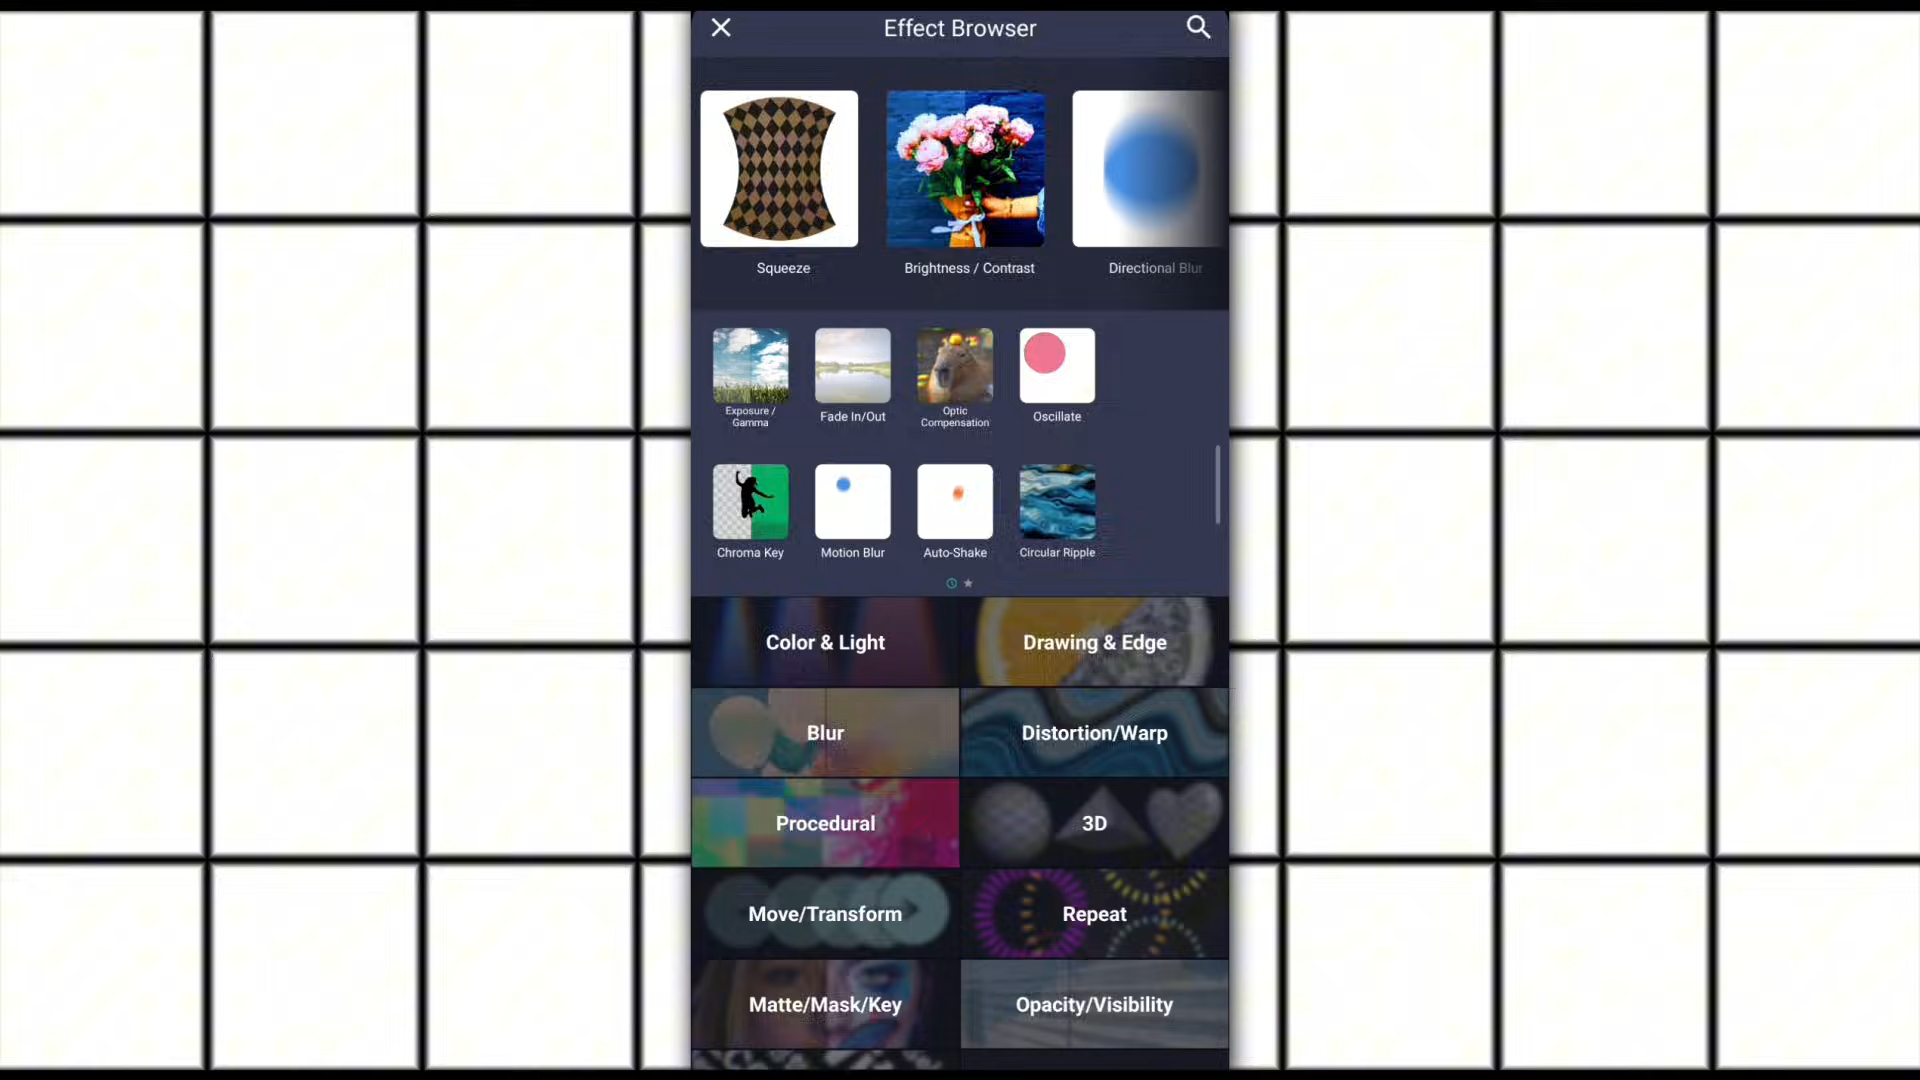 Effect Browser
Squeeze
Brightness / Contrast
Directional Blur
Exposure /
Gamma
Fade In/Out
Optic
Compensation
Oscillate
Chroma Key
Motion Blur
Auto-Shake
Circular Ripple
Color & Light
Drawing & Edge
Blur
Distortion/Warp
Procedural
3D
Move/Transform
Repeat
Matte/Mask/Key
Opacity/Visibility